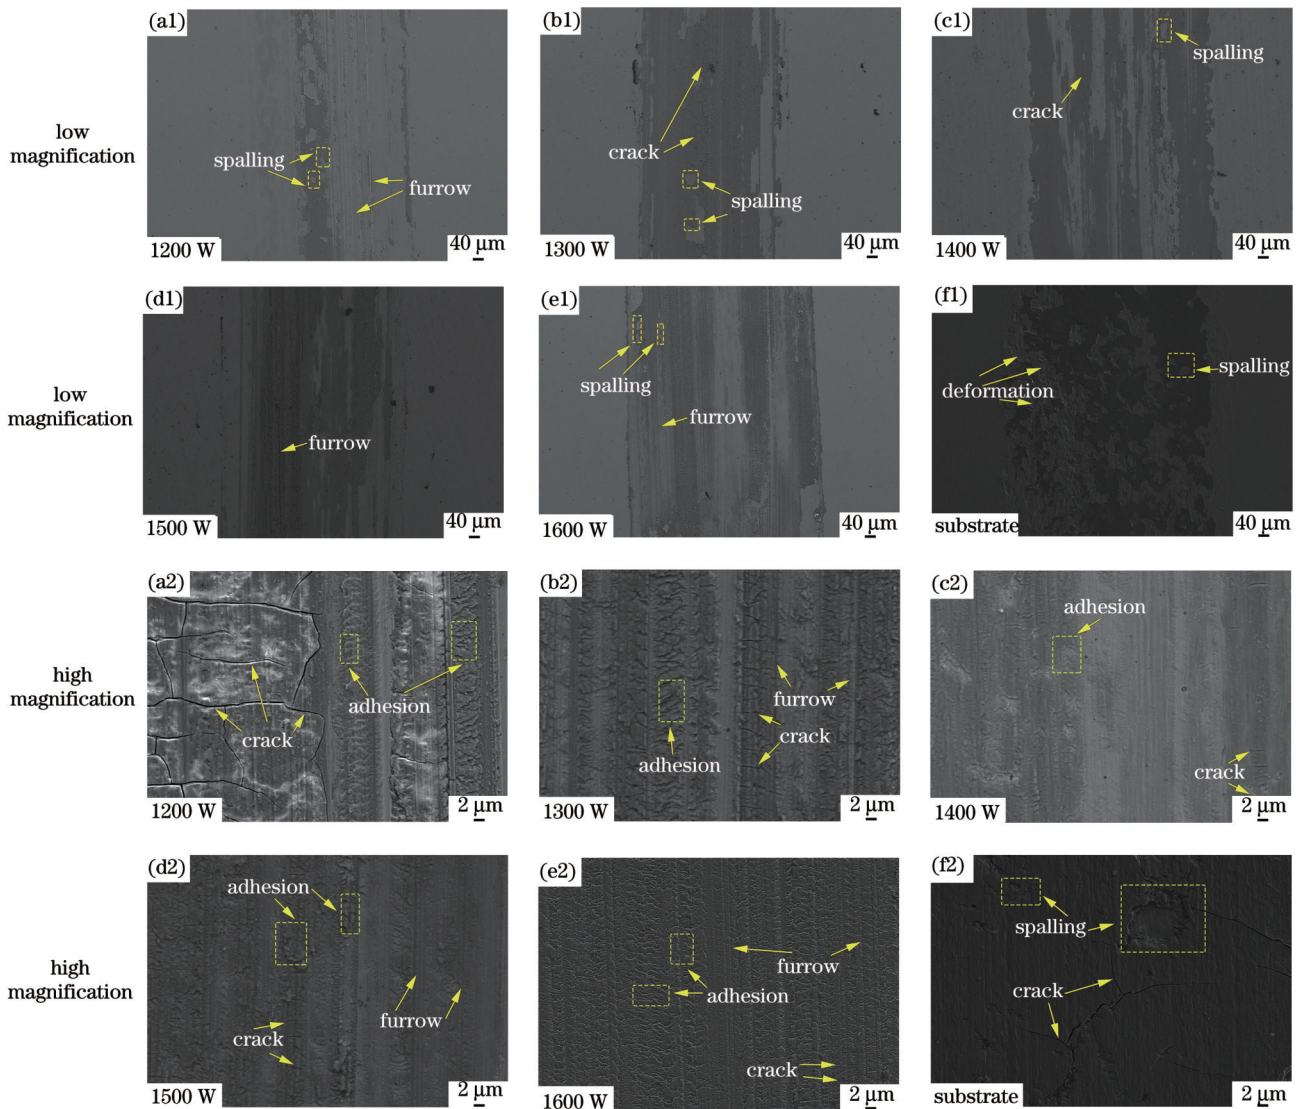 (a1)
spalling
furrow
1200 W
40 μm
(b1)
crack
spalling
1300 W
40 μm
(c1)
spalling
crack
1400 W
40 μm
low
magnification
(d1)
furrow
1500 W
40 μm
(e1)
spalling
furrow
1600 W
40 μm
(f1)
deformation
spalling
substrate
40 μm
low
magnification
(a2)
adhesion
crack
1200 W
2 μm
(b2)
furrow
crack
adhesion
1300 W
2 μm
(c2)
adhesion
crack
1400 W
2 μm
high
magnification
(d2)
adhesion
furrow
crack
1500 W
2 μm
(e2)
furrow
adhesion
crack
1600 W
2 μm
(f2)
spalling
crack
substrate
2 μm
high
magnification